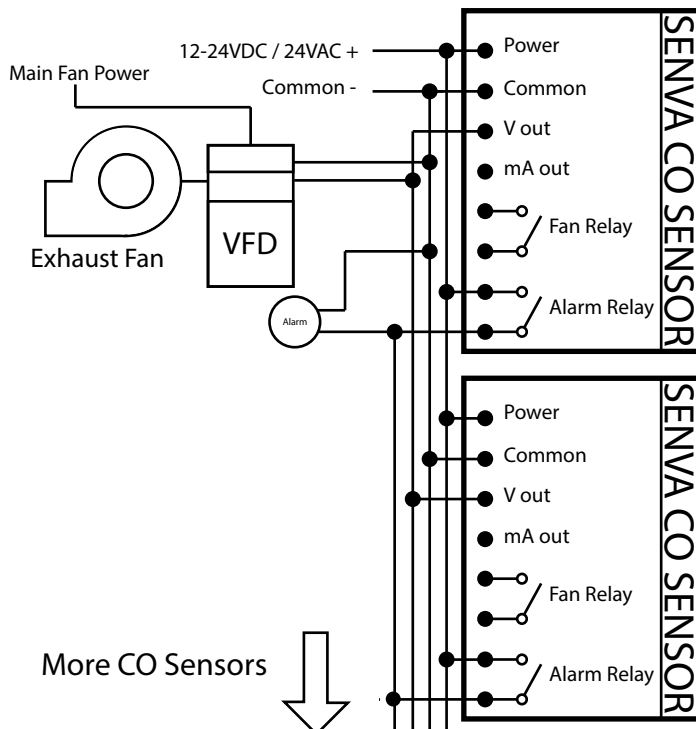 12-24VDC / 24VAC +
Common -
Main Fan Power
Exhaust Fan
VFD
Alarm
Power
Common
V out
mA out
Fan Relay
Alarm Relay
SENVA CO SENSOR
Power
Common
V out
mA out
Fan Relay
Alarm Relay
SENVA CO SENSOR
More CO Sensors